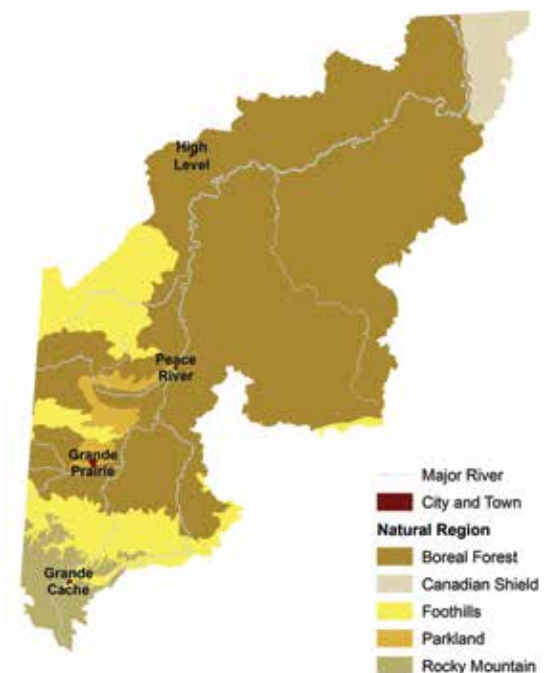 High
Level
Peace
River
Grande
Prairie
Grande
Cache
Major River
City and Town
Natural Region
Boreal Forest
Canadian Shield
Foothills
Parkland
Rocky Mountain